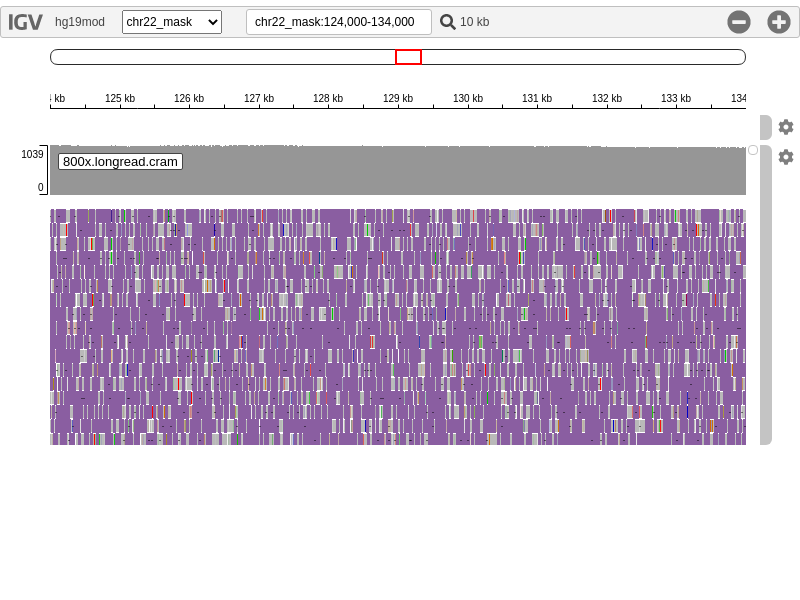 IGV hg19mod chr22_mask chr22_mask:124,000-134,000 10 kb
kb 125 kb 126 kb 127 kb 128 kb 129 kb 130 kb 131 kb 132 kb 133 kb 134
1039
800x.longread.cram
0